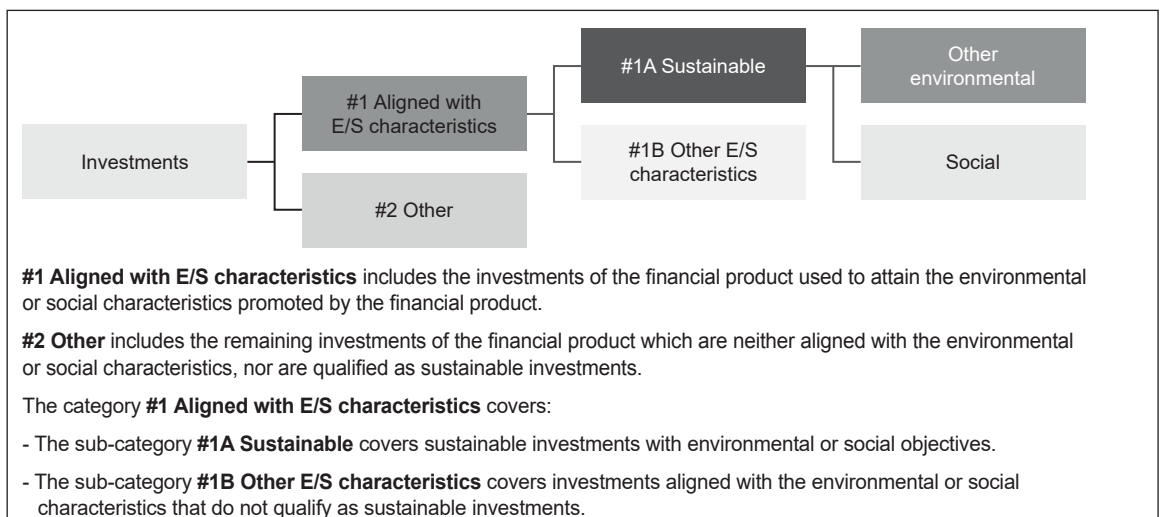 Investments
#1 Aligned with
E/S characteristics
#2 Other
#1A Sustainable
#1B Other E/S
characteristics
Other
environmental
Social
#1 Aligned with E/S characteristics includes the investments of the financial product used to attain the environmental
or social characteristics promoted by the financial product.
#2 Other includes the remaining investments of the financial product which are neither aligned with the environmental
or social characteristics, nor are qualified as sustainable investments.
The category #1 Aligned with E/S characteristics covers:
- The sub-category #1A Sustainable covers sustainable investments with environmental or social objectives.
- The sub-category #1B Other E/S characteristics covers investments aligned with the environmental or social
characteristics that do not qualify as sustainable investments.